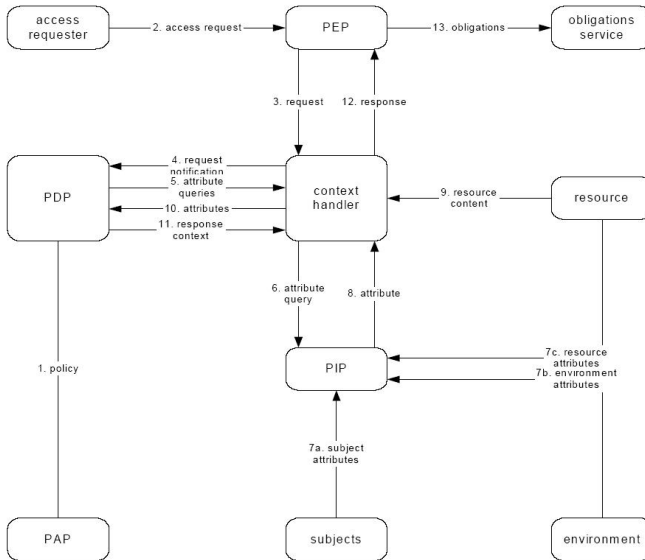 access
requester
2. access request
PEP
13. obligations
obligations
service
3. request
12. response
PDP
4. request
notification
5. attribute
queries
10. attributes
11. response
context
context
handler
9. resource
content
resource
6. attribute
query
8. attribute
1. policy
PIP
7c. resource
attributes
7b. environment
attributes
7a. subject
attributes
PAP
subjects
environment